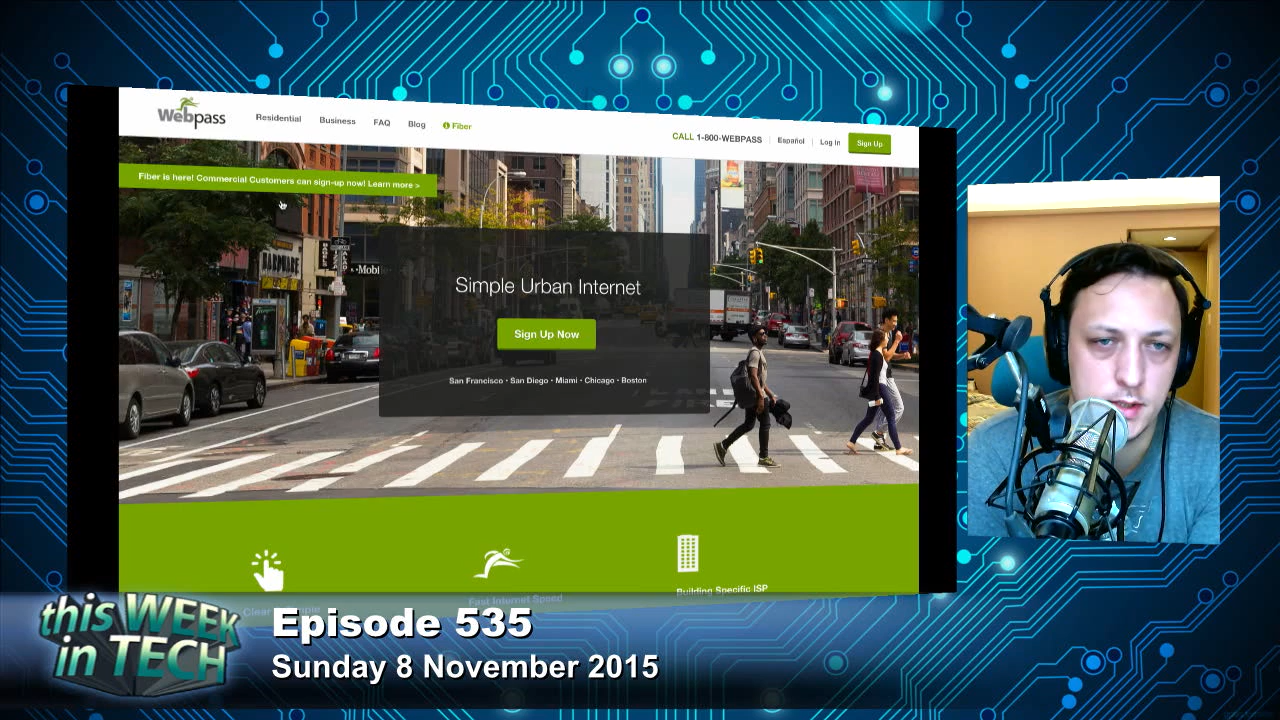 Webpass
Residential Business FAQ Blog Fiber
CALL 1-800-WEBPASS | Español | Log In Sign Up
Fiber is here! Commercial Customers can sign-up now! Learn more >
Simple Urban Internet
Sign Up Now
San Francisco • San Diego • Miami • Chicago • Boston
Fast Internet Speed
Building Specific ISP
this WEEK
in TECH
Episode 535
Sunday 8 November 2015